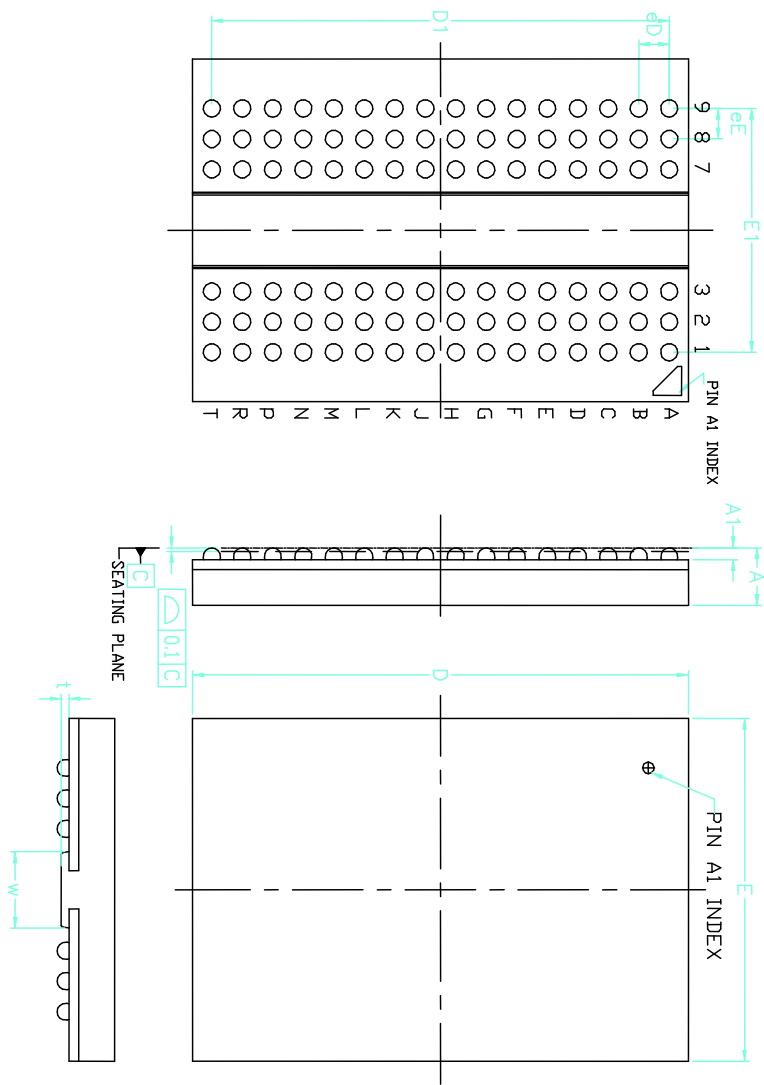 D1
eD
9 8 7 3 2 1
eE
E1
PIN A1 INDEX
T R P N M L K J H G F E D C B A
A1
A
C
SEATING PLANE
0.1 C
D
E
PIN A1 INDEX
t
w